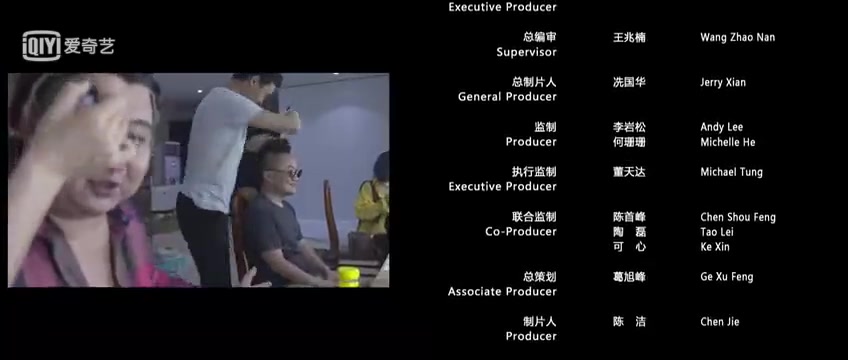 iQIYI 爱奇艺
Executive Producer
总编审 王兆楠 Wang Zhao Nan
Supervisor
总制片人 冼国华 Jerry Xian
General Producer
监制 李岩松 Andy Lee
Producer 何珊珊 Michelle He
执行监制 董天达 Michael Tung
Executive Producer
联合监制 陈首峰 Chen Shou Feng
Co-Producer 陶 磊 Tao Lei
可 心 Ke Xin
总策划 葛旭峰 Ge Xu Feng
Associate Producer
制片人 陈 洁 Chen Jie
Producer